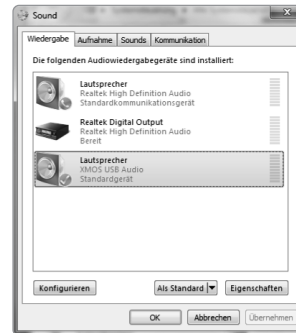 Sound
Wiedergabe Aufnahme Sounds Kommunikation
Die folgenden Audiowiedergabegeräte sind installiert:
Lautsprecher
Realtek High Definition Audio
Standardkommunikationsgerät
Realtek Digital Output
Realtek High Definition Audio
Bereit
Lautsprecher
XMOS USB Audio
Standardgerät
Konfigurieren Als Standard Eigenschaften
OK Abbrechen Übernehmen